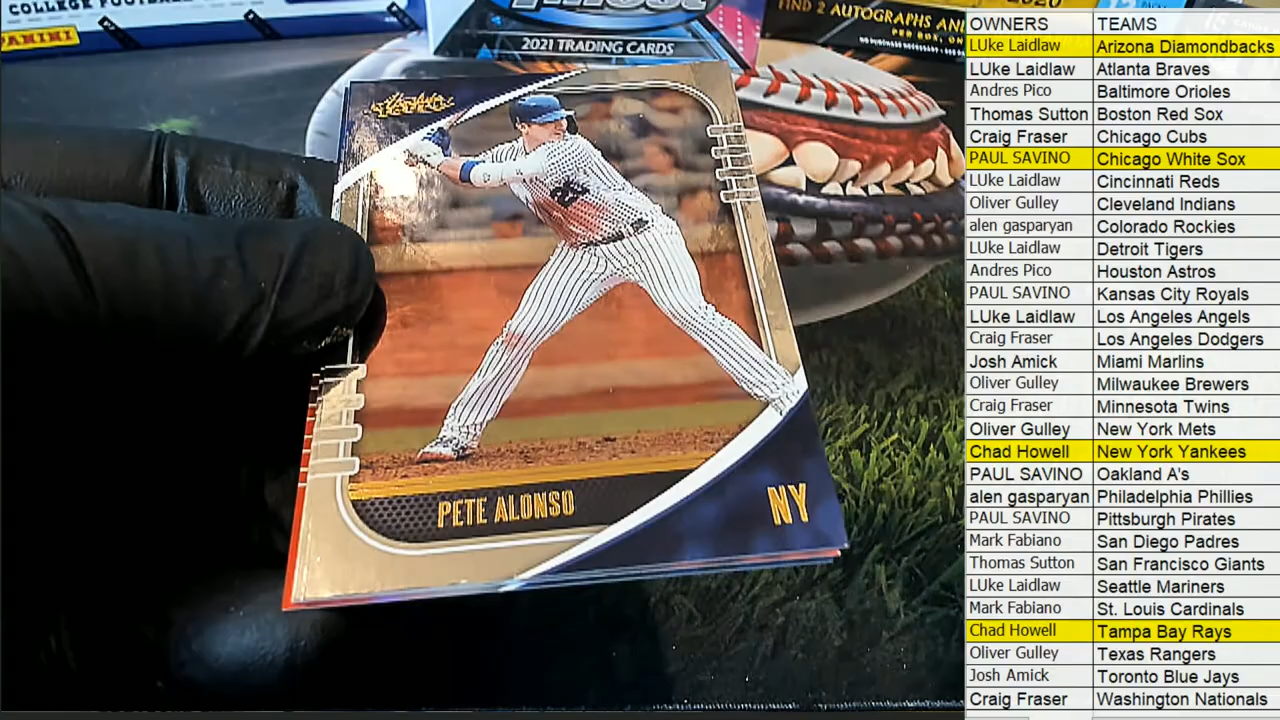 COLLEGE FOOTBALL
PANINI
Finest
2021 TRADING CARDS
2020
FIND 2 AUTOGRAPHS AND
PER BOX, ON
PETE ALONSO
NY
OWNERS TEAMS
LUke Laidlaw Arizona Diamondbacks
LUke Laidlaw Atlanta Braves
Andres Pico Baltimore Orioles
Thomas Sutton Boston Red Sox
Craig Fraser Chicago Cubs
PAUL SAVINO Chicago White Sox
LUke Laidlaw Cincinnati Reds
Oliver Gulley Cleveland Indians
alen gasparyan Colorado Rockies
LUke Laidlaw Detroit Tigers
Andres Pico Houston Astros
PAUL SAVINO Kansas City Royals
LUke Laidlaw Los Angeles Angels
Craig Fraser Los Angeles Dodgers
Josh Amick Miami Marlins
Oliver Gulley Milwaukee Brewers
Craig Fraser Minnesota Twins
Oliver Gulley New York Mets
Chad Howell New York Yankees
PAUL SAVINO Oakland A's
alen gasparyan Philadelphia Phillies
PAUL SAVINO Pittsburgh Pirates
Mark Fabiano San Diego Padres
Thomas Sutton San Francisco Giants
LUke Laidlaw Seattle Mariners
Mark Fabiano St. Louis Cardinals
Chad Howell Tampa Bay Rays
Oliver Gulley Texas Rangers
Josh Amick Toronto Blue Jays
Craig Fraser Washington Nationals